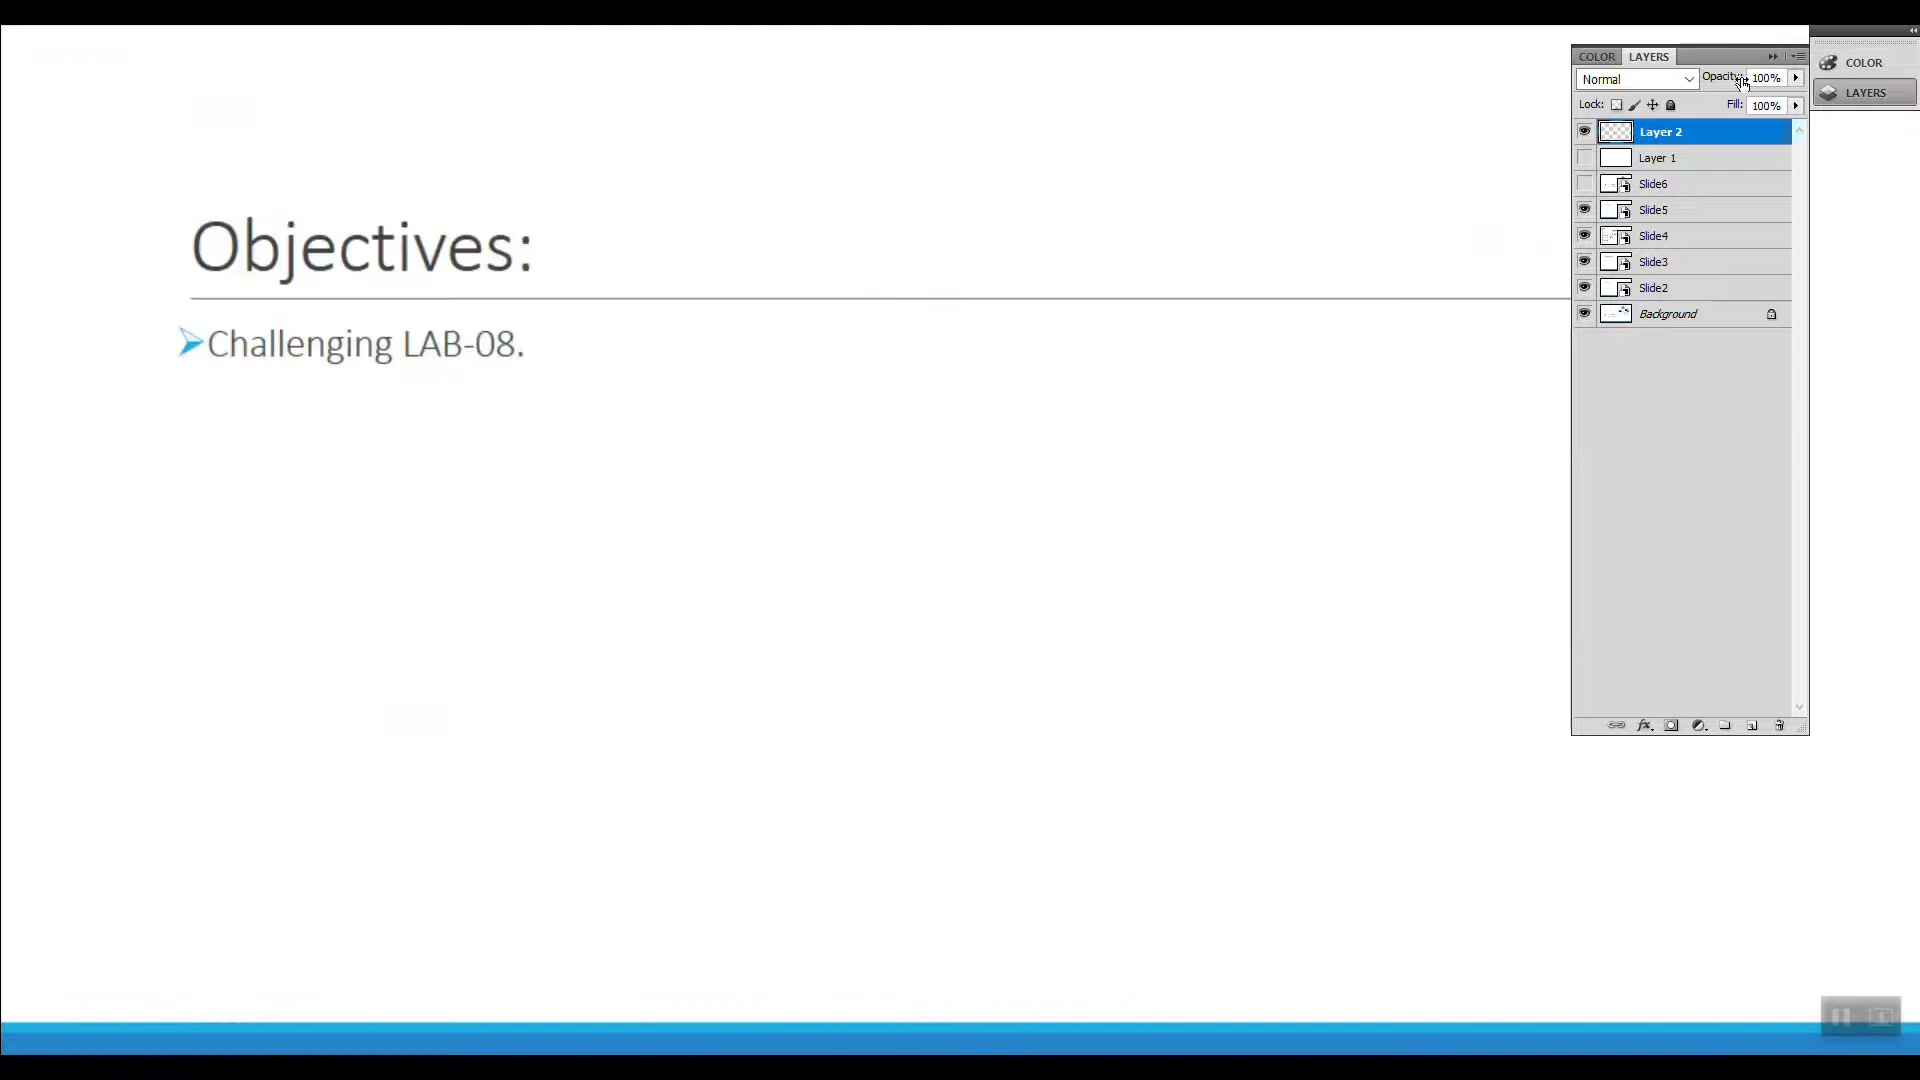 COLOR
LAYERS
Normal
Opacity:
100%
Lock:
Fill:
100%
Layer 2
Layer 1
Slide6
Slide5
Slide4
Slide3
Slide2
Background
fx
COLOR
LAYERS
Objectives:
Challenging LAB-08.